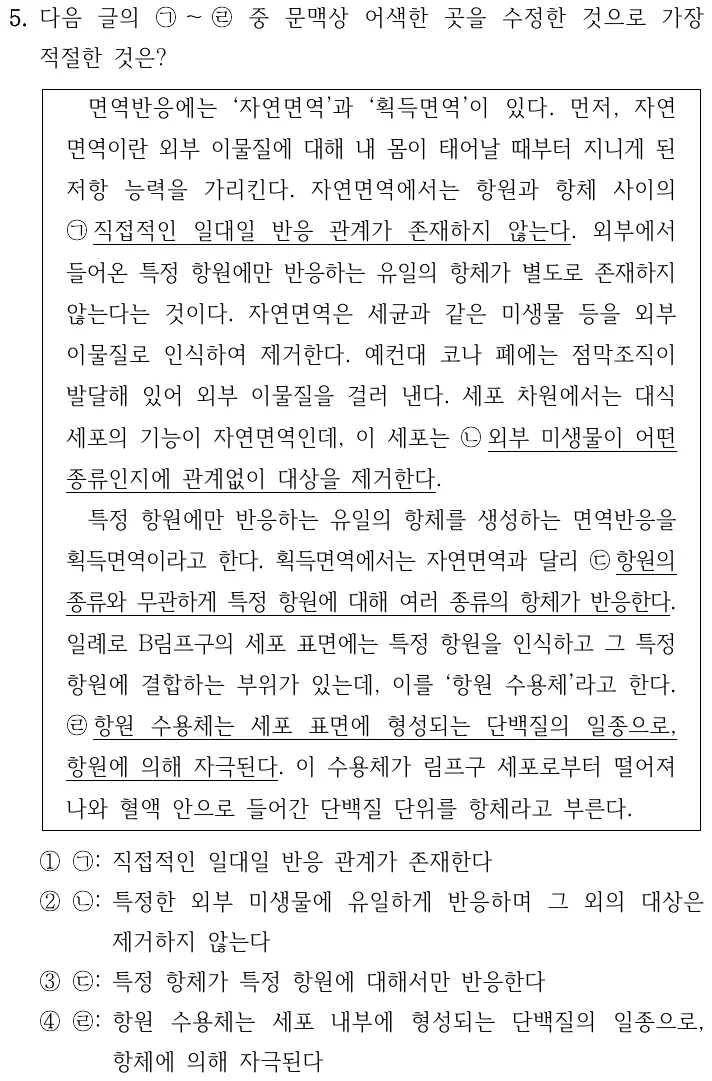 5. 다음 글의 ㉠ ~ ㉣ 중 문맥상 어색한 곳을 수정한 것으로 가장
적절한 것은?
면역반응에는 ‘자연면역’과 ‘획득면역’이 있다. 먼저, 자연
면역이란 외부 이물질에 대해 내 몸이 태어날 때부터 지니게 된
저항 능력을 가리킨다. 자연면역에서는 항원과 항체 사이의
㉠ 직접적인 일대일 반응 관계가 존재하지 않는다. 외부에서
들어온 특정 항원에만 반응하는 유일의 항체가 별도로 존재하지
않는다는 것이다. 자연면역은 세균과 같은 미생물 등을 외부
이물질로 인식하여 제거한다. 예컨대 코나 폐에는 점막조직이
발달해 있어 외부 이물질을 걸러 낸다. 세포 차원에서는 대식
세포의 기능이 자연면역인데, 이 세포는 ㉡ 외부 미생물이 어떤
종류인지에 관계없이 대상을 제거한다.
특정 항원에만 반응하는 유일의 항체를 생성하는 면역반응을
획득면역이라고 한다. 획득면역에서는 자연면역과 달리 ㉢ 항원의
종류와 무관하게 특정 항원에 대해 여러 종류의 항체가 반응한다.
일례로 B림프구의 세포 표면에는 특정 항원을 인식하고 그 특정
항원에 결합하는 부위가 있는데, 이를 ‘항원 수용체’라고 한다.
㉣ 항원 수용체는 세포 표면에 형성되는 단백질의 일종으로,
항원에 의해 자극된다. 이 수용체가 림프구 세포로부터 떨어져
나와 혈액 안으로 들어간 단백질 단위를 항체라고 부른다.
① ㉠: 직접적인 일대일 반응 관계가 존재한다
② ㉡: 특정한 외부 미생물에 유일하게 반응하며 그 외의 대상은
제거하지 않는다
③ ㉢: 특정 항체가 특정 항원에 대해서만 반응한다
④ ㉣: 항원 수용체는 세포 내부에 형성되는 단백질의 일종으로,
항체에 의해 자극된다